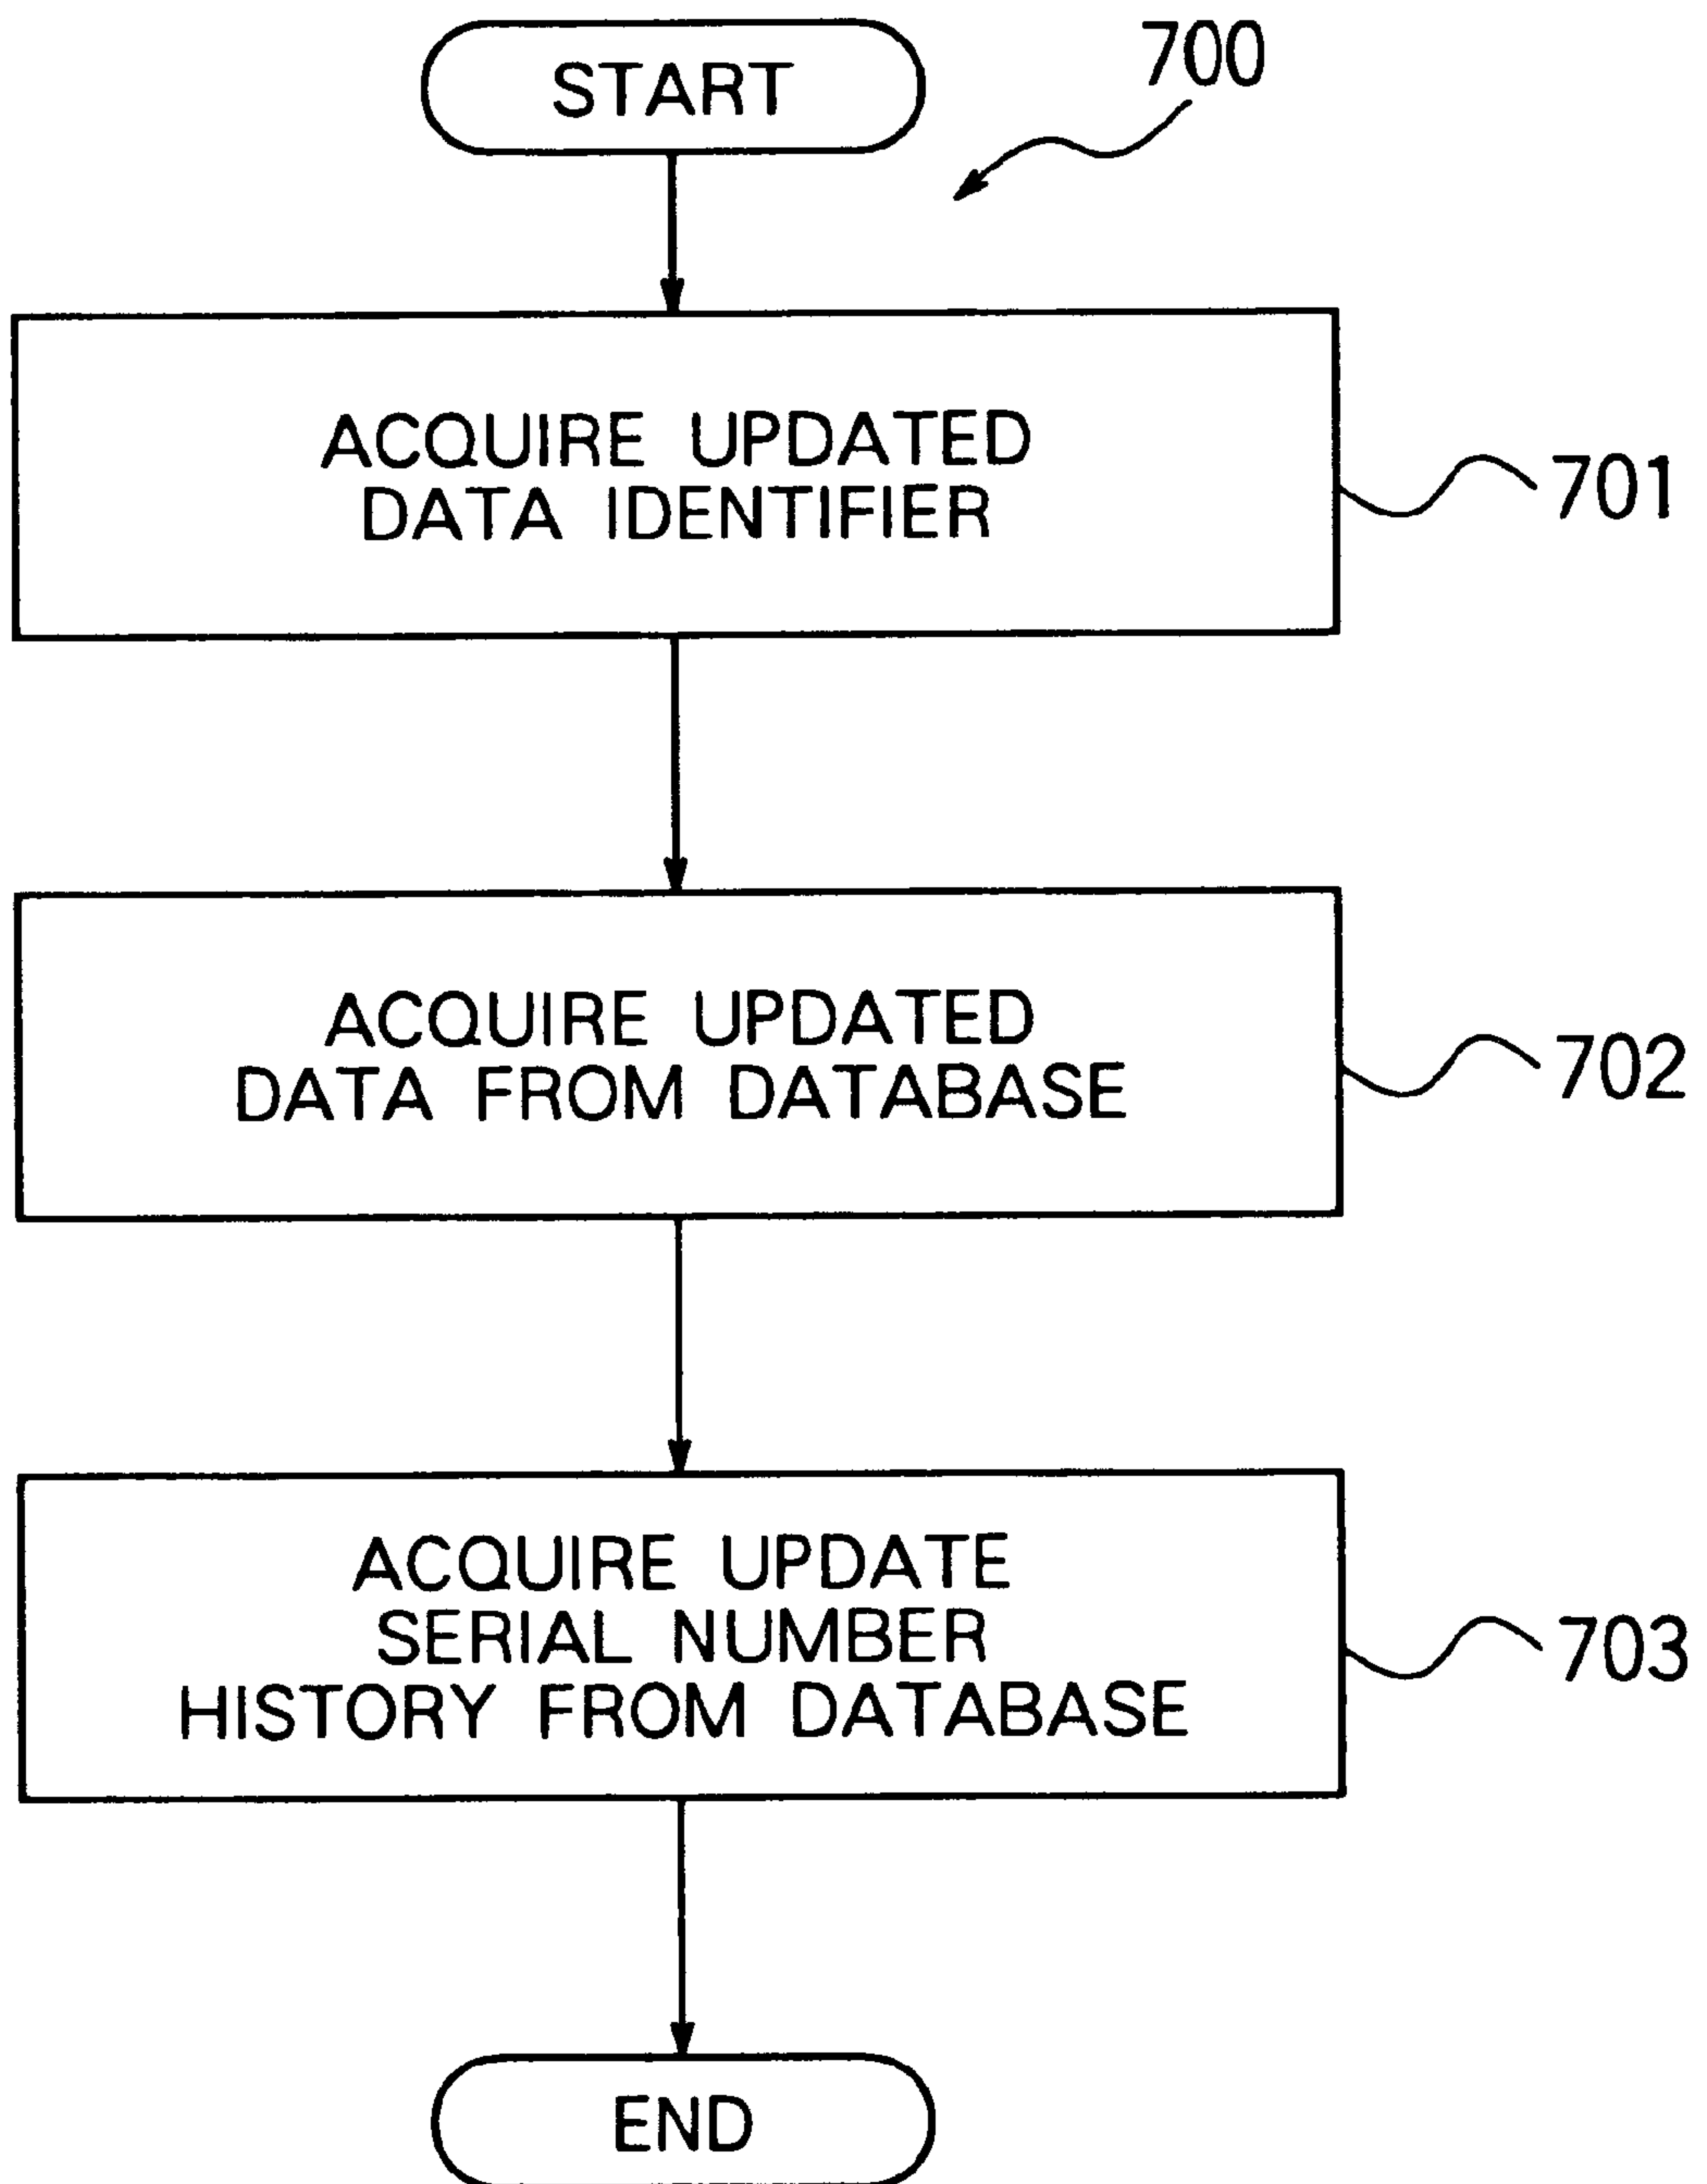 START
700
ACQUIRE UPDATED
DATA IDENTIFIER
701
ACQUIRE UPDATED
DATA FROM DATABASE
702
ACQUIRE UPDATE
SERIAL NUMBER
HISTORY FROM DATABASE
703
END